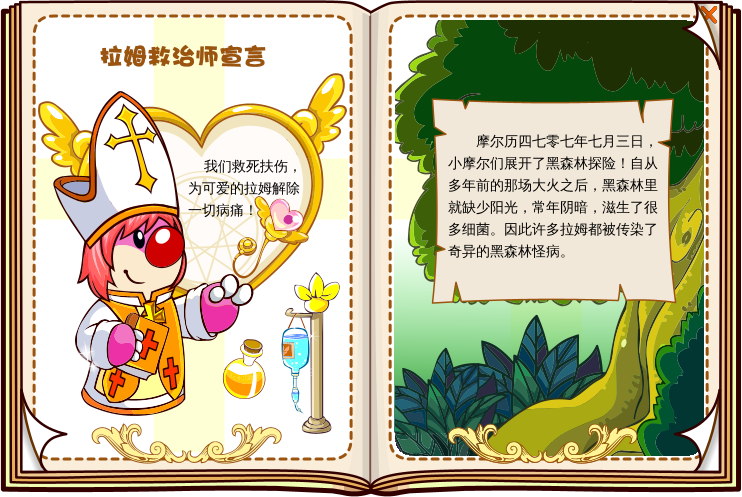 拉姆救治师宣言
我们救死扶伤，
为可爱的拉姆解除
一切病痛！
摩尔历四七零七年七月三日，
小摩尔们展开了黑森林探险！自从
多年前的那场大火之后，黑森林里
就缺少阳光，常年阴暗，滋生了很
多细菌。因此许多拉姆都被传染了
奇异的黑森林怪病。